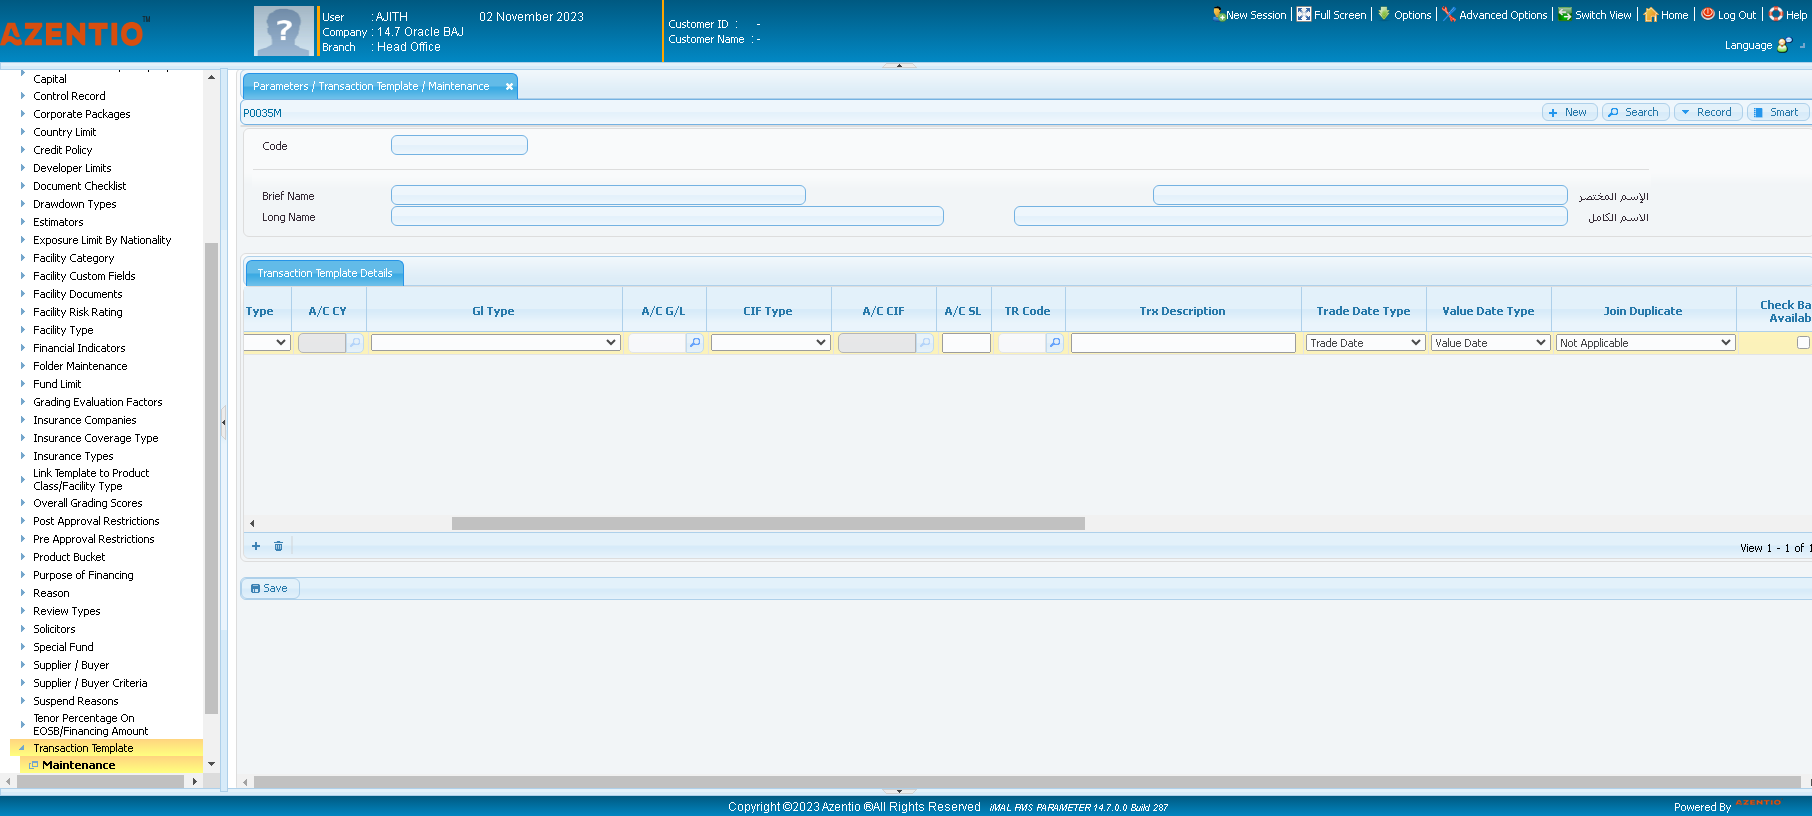 AZENTIO™
User : AJITH 02 November 2023
Company : 14.7 Oracle BAJ
Branch : Head Office
Customer ID : -
Customer Name : -
New Session Full Screen Options Advanced Options Switch View Home Log Out Help
Language
Capital
Control Record
Corporate Packages
Country Limit
Credit Policy
Developer Limits
Document Checklist
Drawdown Types
Estimators
Exposure Limit By Nationality
Facility Category
Facility Custom Fields
Facility Documents
Facility Risk Rating
Facility Type
Financial Indicators
Folder Maintenance
Fund Limit
Grading Evaluation Factors
Insurance Companies
Insurance Coverage Type
Insurance Types
Link Template to Product
Class/Facility Type
Overall Grading Scores
Post Approval Restrictions
Pre Approval Restrictions
Product Bucket
Purpose of Financing
Reason
Review Types
Solicitors
Special Fund
Supplier / Buyer
Supplier / Buyer Criteria
Suspend Reasons
Tenor Percentage On
EOSB/Financing Amount
Transaction Template
Maintenance
Parameters / Transaction Template / Maintenance
P0035M
New Search Record Smart
Code
Brief Name الإسم المختصر
Long Name الاسم الكامل
Transaction Template Details
Type A/C CY Gl Type A/C G/L CIF Type A/C CIF A/C SL TR Code Trx Description Trade Date Type Value Date Type Join Duplicate Check Ba
Availab
Trade Date Value Date Not Applicable
View 1 - 1 of 1
Save
Copyright ©2023 Azentio ®All Rights Reserved iMAL PMS PARAMETER 14.7.0.0 Build 287
Powered By AZENTIO